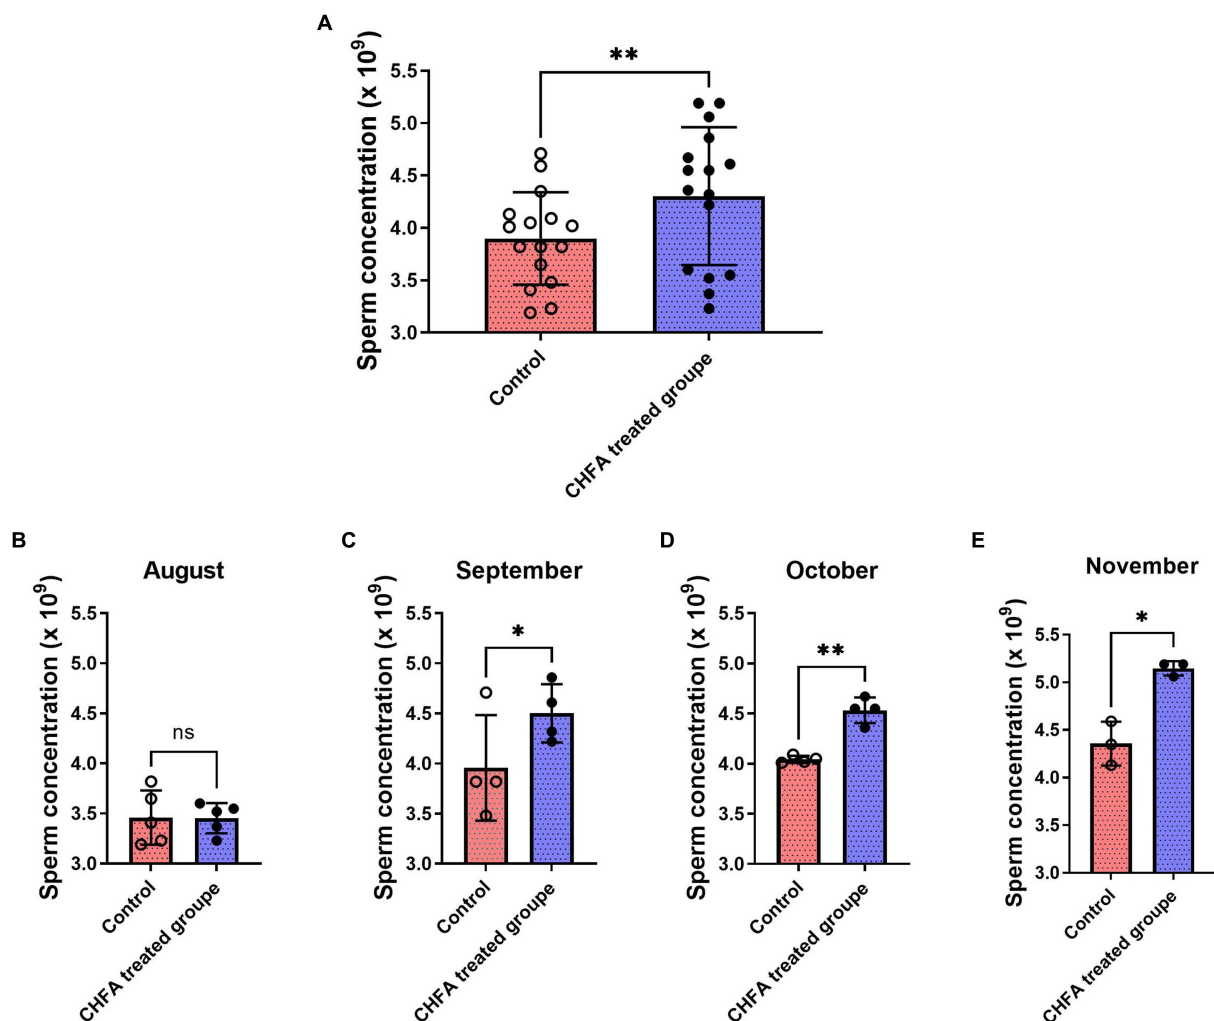 A
Sperm concentration (x 10⁹)
**
5.5
5.0
4.5
4.0
3.5
3.0
Control
CHFA treated groupe
B
August
Sperm concentration (x 10⁹)
5.5
5.0
4.5
4.0
3.5
3.0
ns
Control
CHFA treated groupe
C
September
Sperm concentration (x 10⁹)
5.5
5.0
4.5
4.0
3.5
3.0
*
Control
CHFA treated groupe
D
October
Sperm concentration (x 10⁹)
5.5
5.0
4.5
4.0
3.5
3.0
**
Control
CHFA treated groupe
E
November
Sperm concentration (x 10⁹)
5.5
5.0
4.5
4.0
3.5
3.0
*
Control
CHFA treated groupe